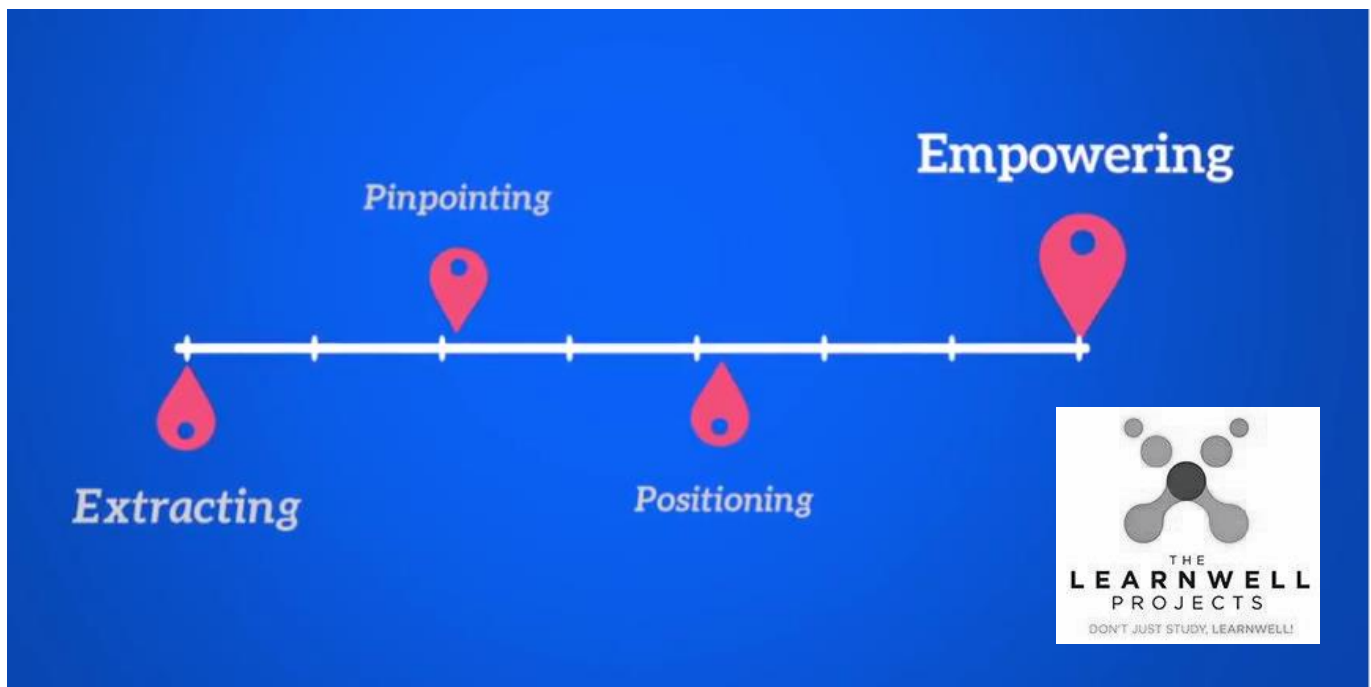 Empowering
Pinpointing
Extracting
Positioning
THE
LEARNWELL
PROJECTS
DON'T JUST STUDY, LEARNWELL!